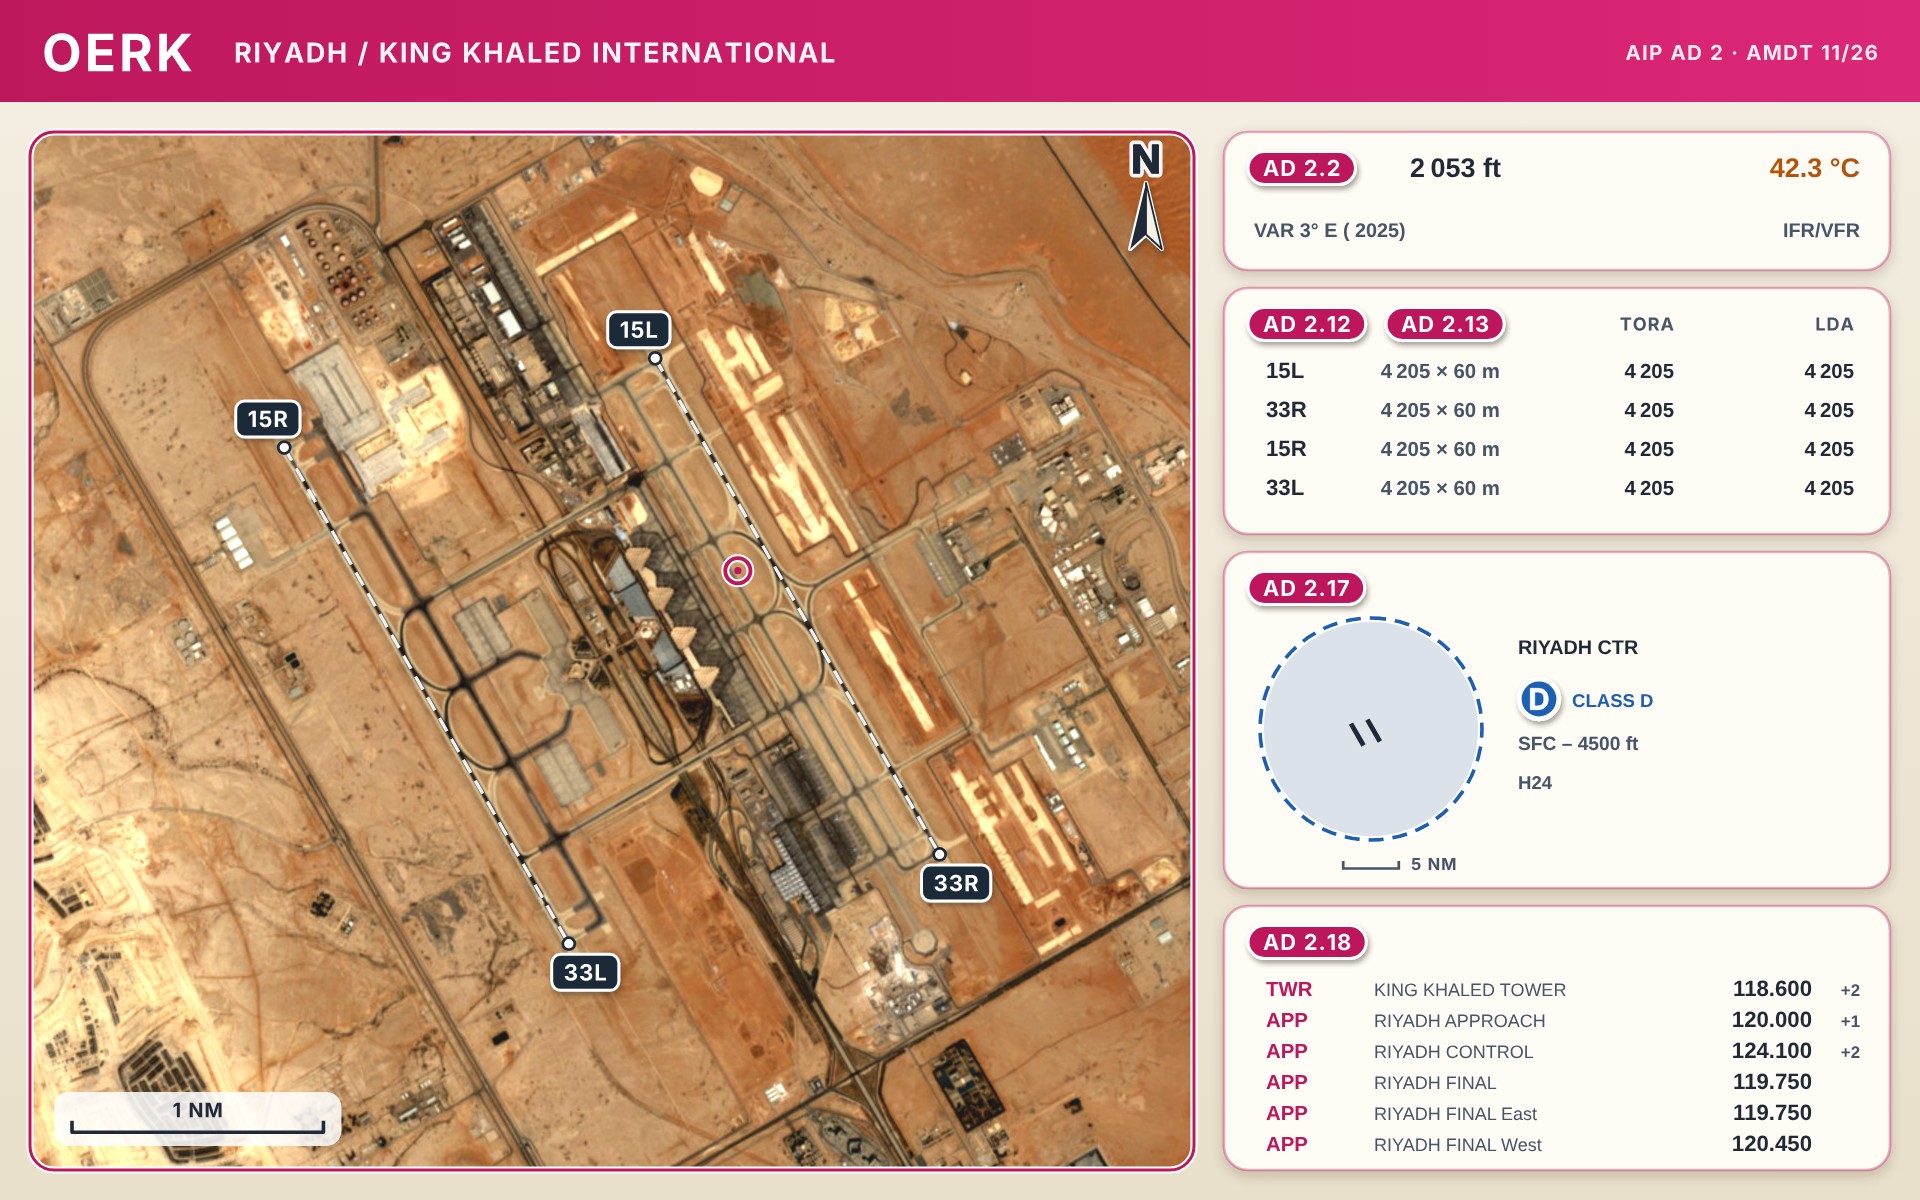 OERK RIYADH / KING KHALED INTERNATIONAL AIP AD 2 · AMDT 11/26
N
15L
15R
33R
33L
1 NM
AD 2.2 2 053 ft 42.3 °C
VAR 3° E ( 2025) IFR/VFR
AD 2.12 AD 2.13 TORA LDA
15L 4 205 × 60 m 4 205 4 205
33R 4 205 × 60 m 4 205 4 205
15R 4 205 × 60 m 4 205 4 205
33L 4 205 × 60 m 4 205 4 205
AD 2.17
RIYADH CTR
D CLASS D
SFC – 4500 ft
H24
5 NM
AD 2.18
TWR KING KHALED TOWER 118.600 +2
APP RIYADH APPROACH 120.000 +1
APP RIYADH CONTROL 124.100 +2
APP RIYADH FINAL 119.750
APP RIYADH FINAL East 119.750
APP RIYADH FINAL West 120.450